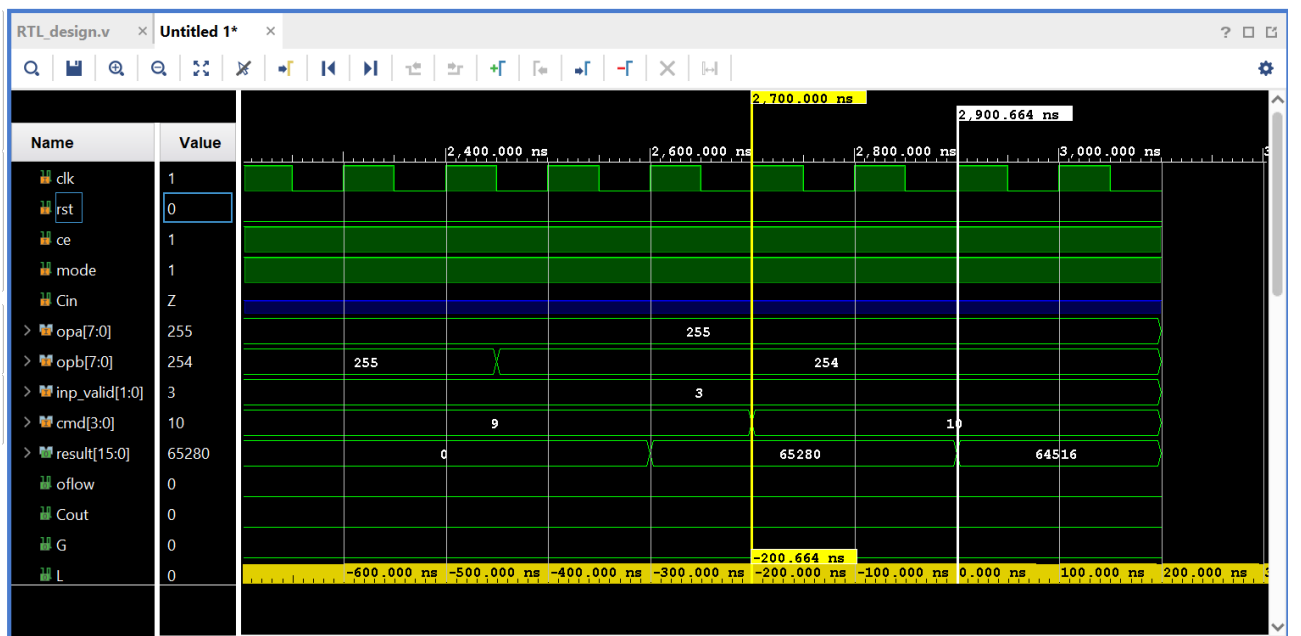 RTL_design.v × Untitled 1* ×
?
2,700.000 ns
2,900.664 ns
Name Value
2,400.000 ns 2,600.000 ns 2,800.000 ns 3,000.000 ns 3
clk 1
rst 0
ce 1
mode 1
Cin Z
opa[7:0] 255 255
opb[7:0] 254 255 254
inp_valid[1:0] 3 3
cmd[3:0] 10 9 10
result[15:0] 65280 0 65280 64516
oflow 0
Cout 0
G 0
-200.664 ns
L 0
-600.000 ns -500.000 ns -400.000 ns -300.000 ns -200.000 ns -100.000 ns 0.000 ns 100.000 ns 200.000 ns 3